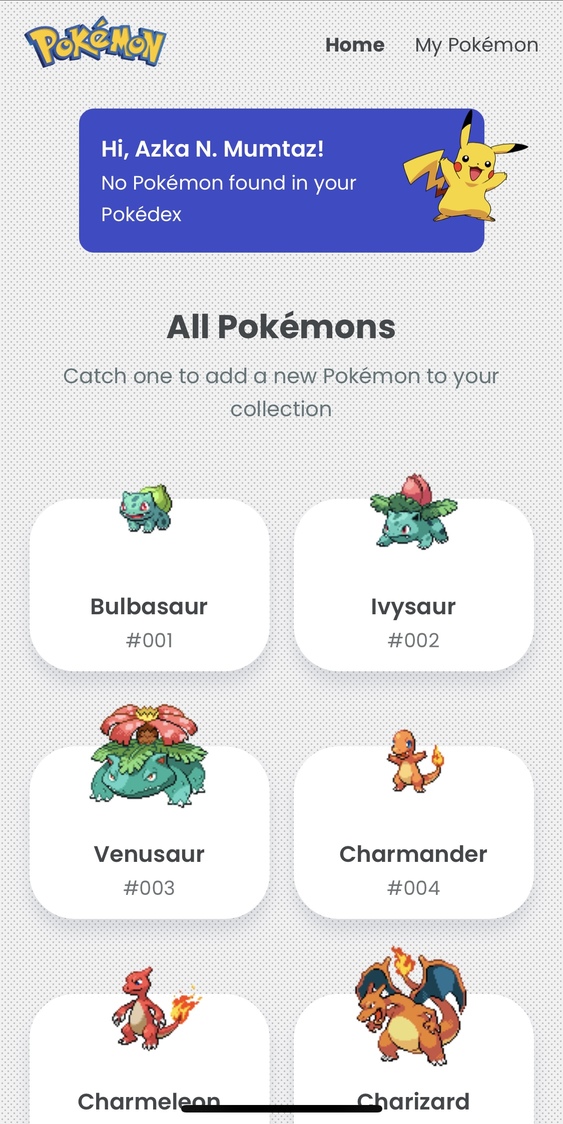 POKéMON
Home
My Pokémon
Hi, Azka N. Mumtaz!
No Pokémon found in your
Pokédex
All Pokémons
Catch one to add a new Pokémon to your
collection
Bulbasaur
Ivysaur
#001
#002
Venusaur
Charmander
#003
#004
Charmeleon
Charizard